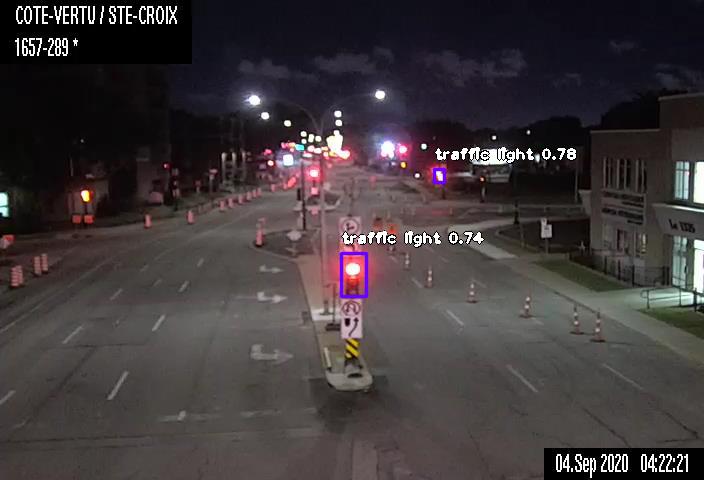 COTE-VERTU / STE-CROIX
1657-289 *
traffic light 0.78
traffic light 0.74
04.Sep 2020 04:22:21